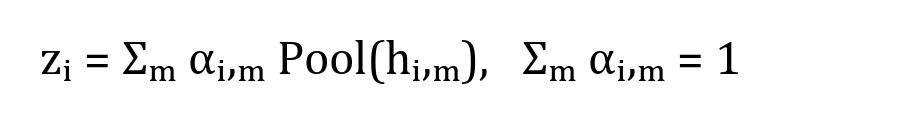 zᵢ = Σₘ αᵢ,ₘ Pool(hᵢ,ₘ), Σₘ αᵢ,ₘ = 1